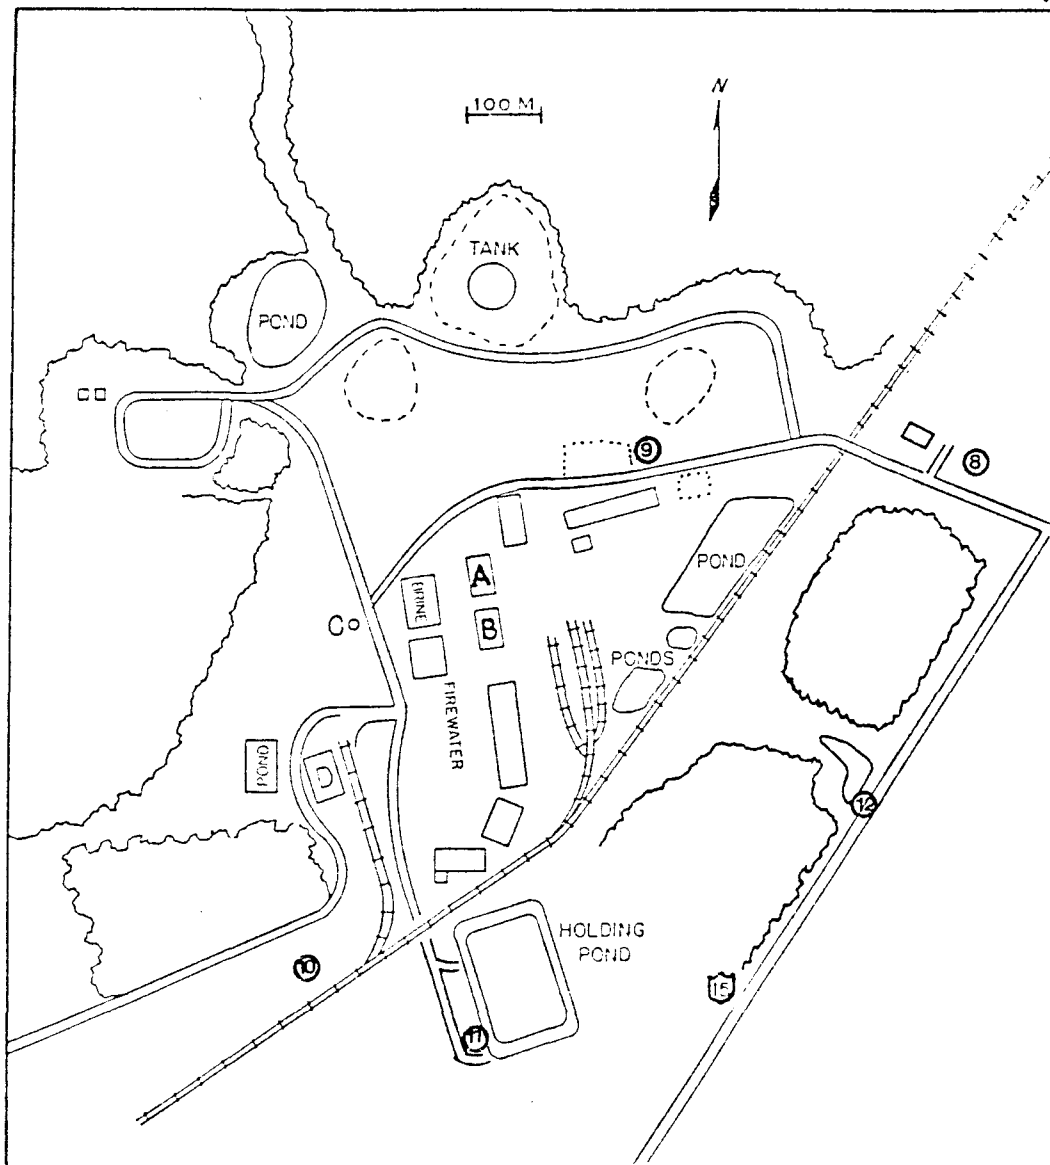 100 M
N
TANK
POND
8
9
POND
A
BRINE
B
C
PONDS
FIREWATER
POND
D
12
HOLDING
POND
10
15
11